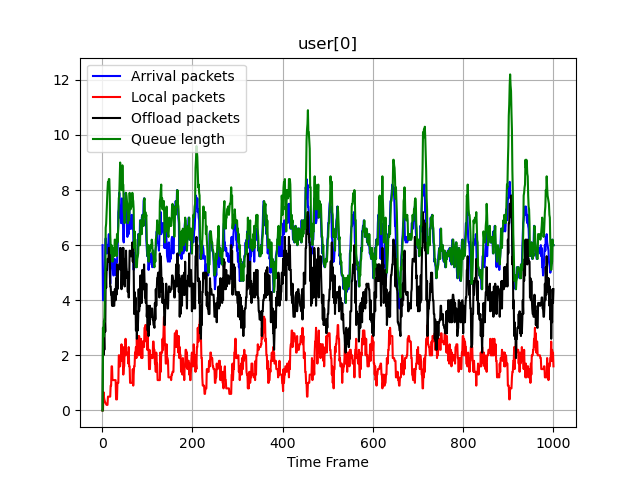 user[0]
Arrival packets
Local packets
Offload packets
Queue length
12
10
8
6
4
2
0
0 200 400 600 800 1000
Time Frame